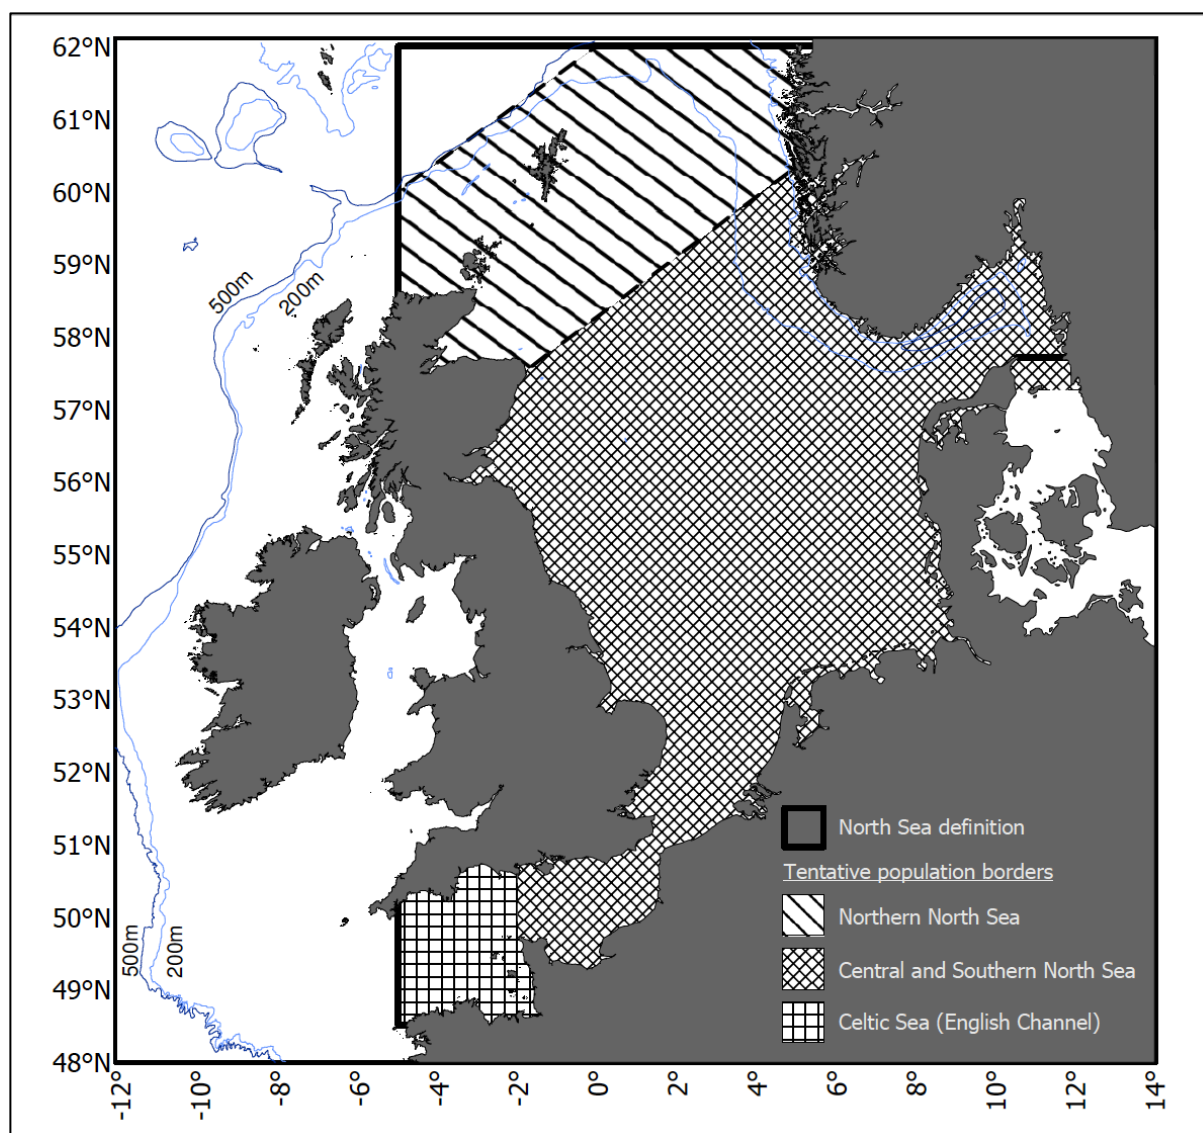 62°N
61°N
60°N
59°N
58°N
57°N
56°N
55°N
54°N
53°N
52°N
51°N
50°N
49°N
48°N
500m
200m
500m
200m
North Sea definition
Tentative population borders
Northern North Sea
Central and Southern North Sea
Celtic Sea (English Channel)
-12° -10° -8° -6° -4° -2° 0 2° 4° 6° 8° 10° 12° 14°